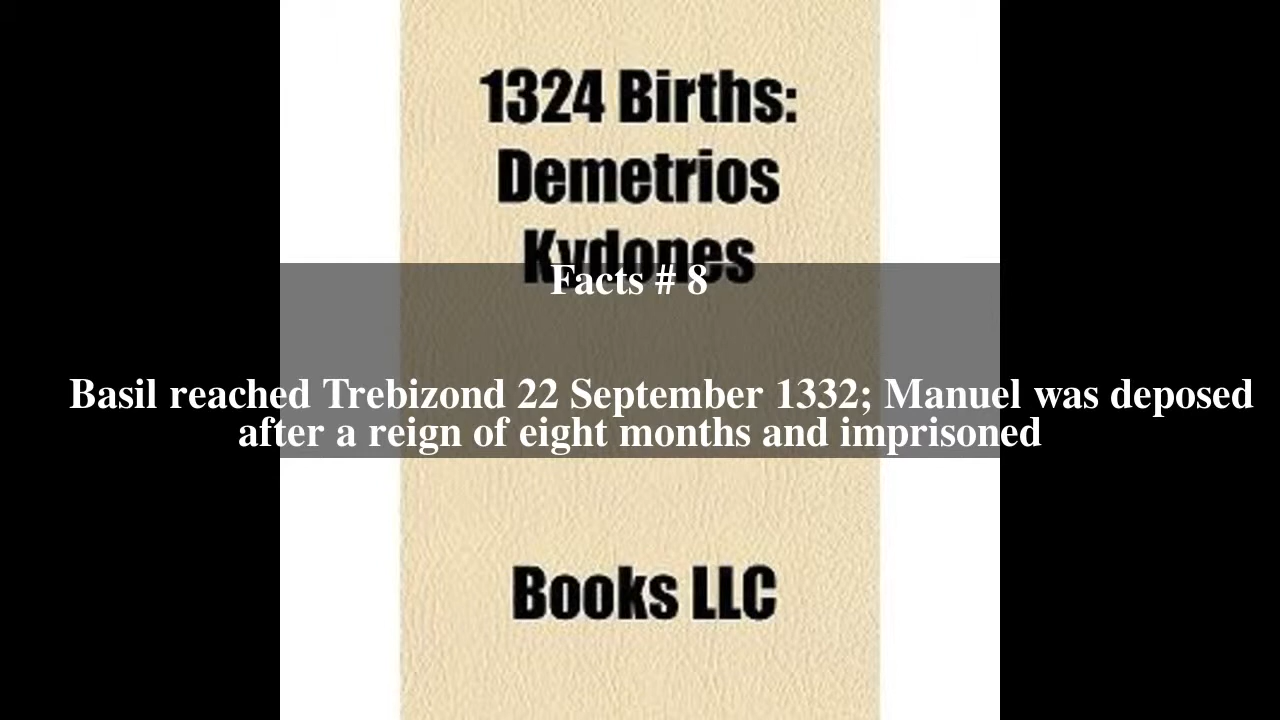 1324 Births:
Demetrios
Kydones
Facts # 8
Basil reached Trebizond 22 September 1332; Manuel was deposed
after a reign of eight months and imprisoned
Books LLC